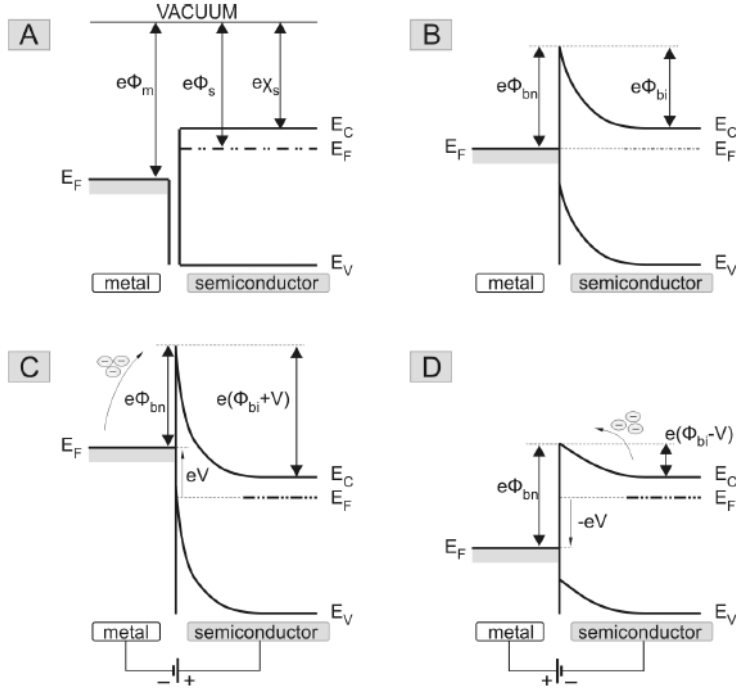 VACUUM
A
eΦm
eΦs
eχs
EC
EF
EF
EV
metal
semiconductor
B
eΦbn
eΦbi
EC
EF
EF
EV
metal
semiconductor
C
eΦbn
e(Φbi+V)
EF
eV
EC
EF
EV
metal
semiconductor
− +
D
e(Φbi-V)
eΦbn
EC
EF
-eV
EF
EV
metal
semiconductor
+ −